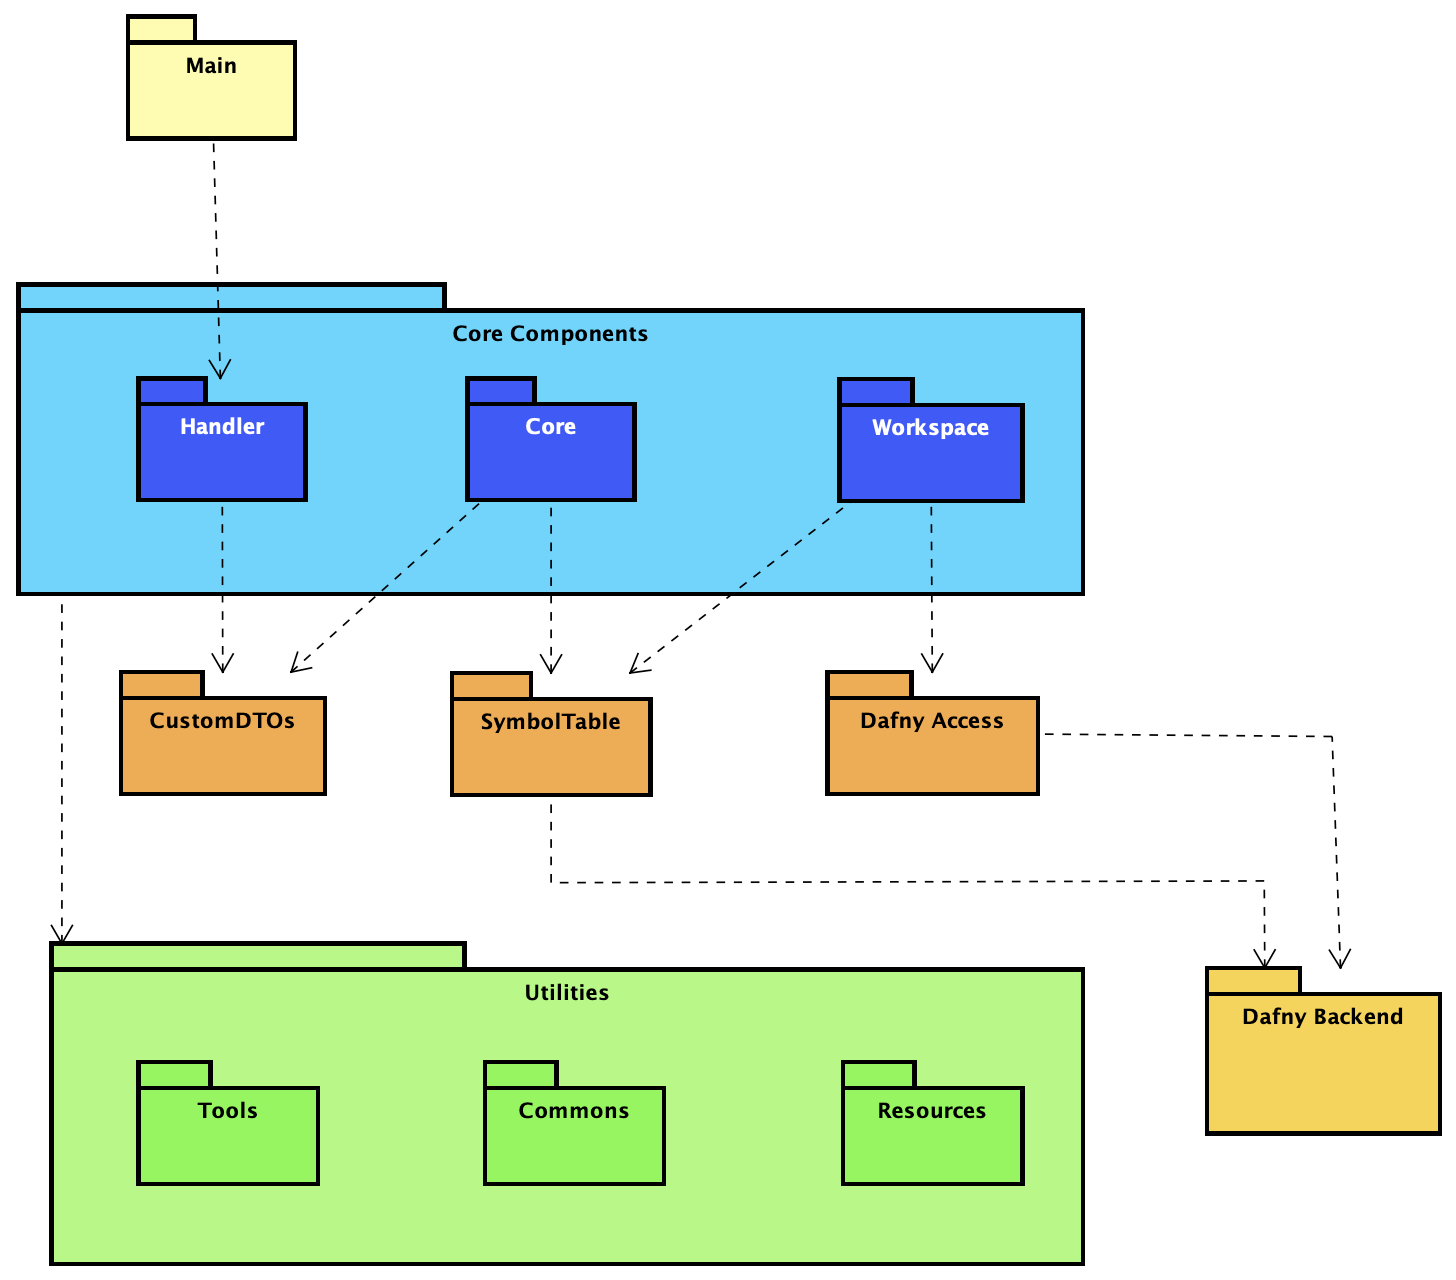 Main
Core Components
Handler
Core
Workspace
CustomDTOs
SymbolTable
Dafny Access
Utilities
Dafny Backend
Tools
Commons
Resources